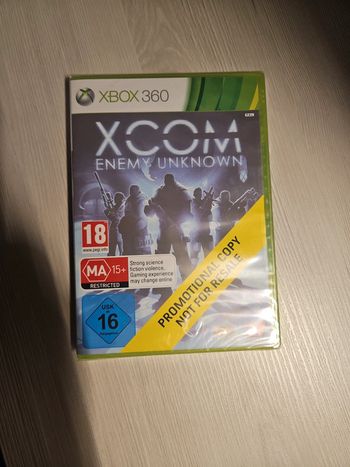 XBOX 360
XCOM
ENEMY UNKNOWN
18
www.pegi.info
MA 15+
RESTRICTED
Strong science
fiction violence,
Gaming experience
may change online
USK
16
PROMOTIONAL COPY
NOT FOR RESALE